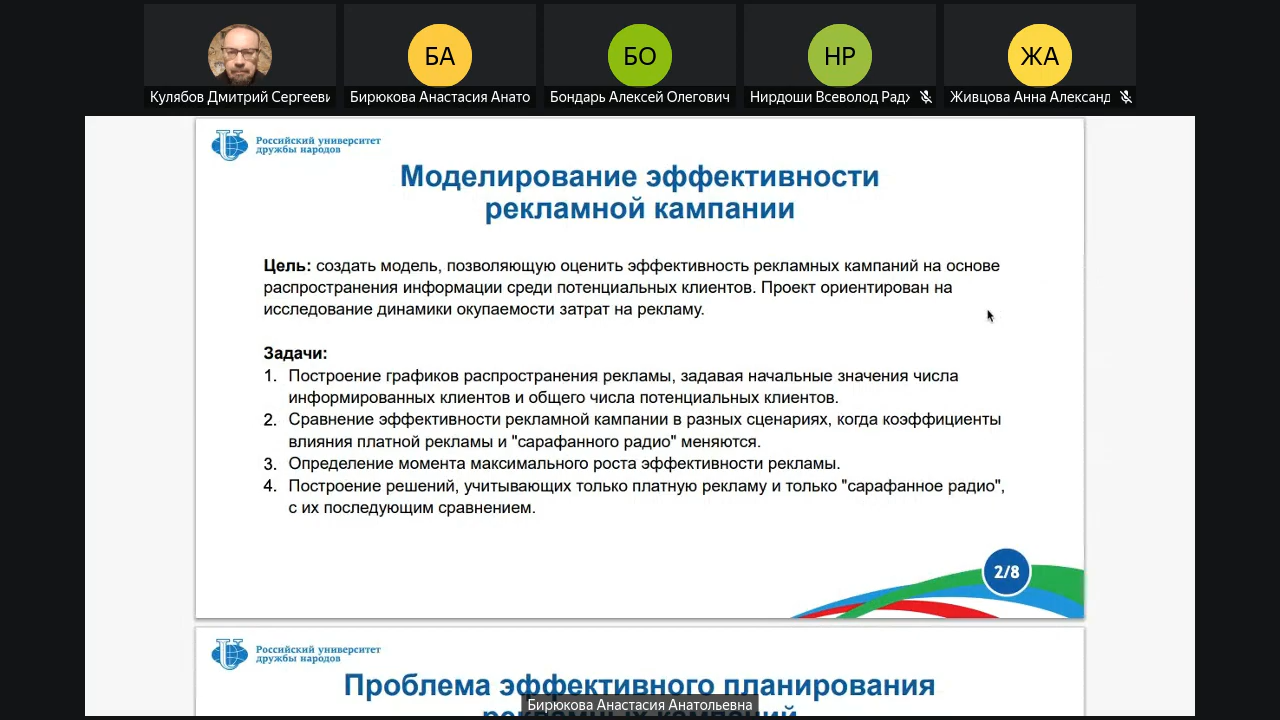 БА
БО
НР
ЖА
Кулябов Дмитрий Сергееви
Бирюкова Анастасия Анато
Бондарь Алексей Олегович
Нирдоши Всеволод Радж
Живцова Анна Александ
Российский университет
дружбы народов
Моделирование эффективности
рекламной кампании
Цель: создать модель, позволяющую оценить эффективность рекламных кампаний на основе
распространения информации среди потенциальных клиентов. Проект ориентирован на
исследование динамики окупаемости затрат на рекламу.
Задачи:
1. Построение графиков распространения рекламы, задавая начальные значения числа
информированных клиентов и общего числа потенциальных клиентов.
2. Сравнение эффективности рекламной кампании в разных сценариях, когда коэффициенты
влияния платной рекламы и "сарафанного радио" меняются.
3. Определение момента максимального роста эффективности рекламы.
4. Построение решений, учитывающих только платную рекламу и только "сарафанное радио",
с их последующим сравнением.
2/8
Российский университет
дружбы народов
Проблема эффективного планирования
рекламных кампаний
Бирюкова Анастасия Анатольевна